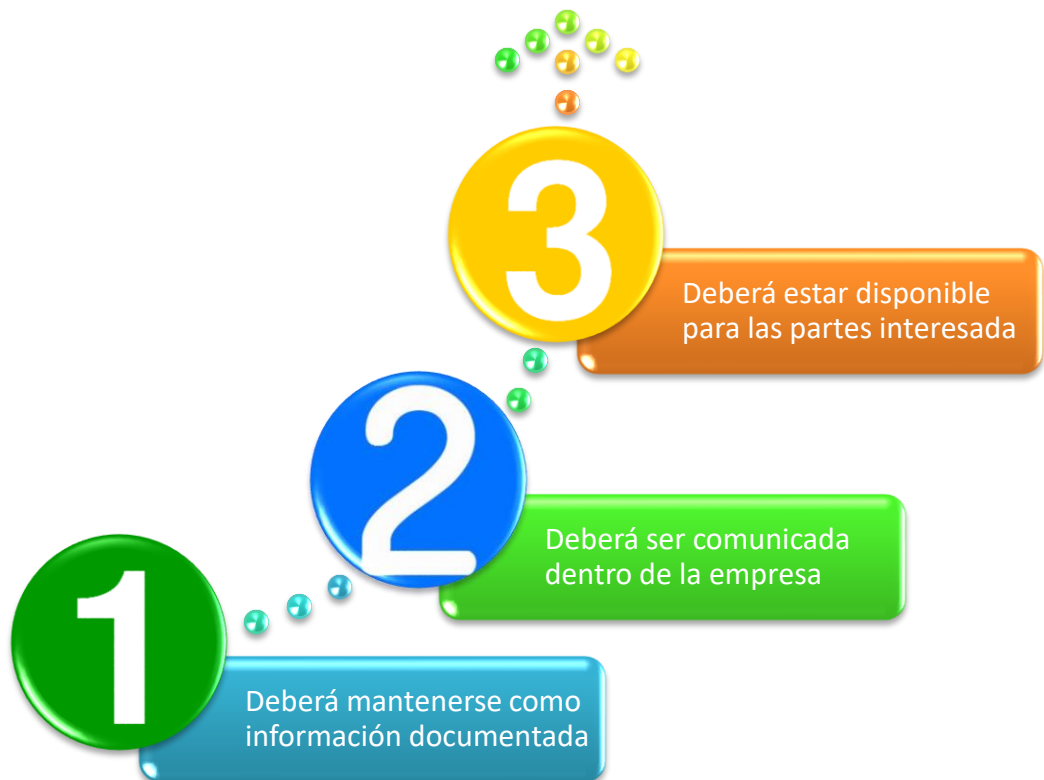 3
Deberá estar disponible
para las partes interesada
2
Deberá ser comunicada
dentro de la empresa
1
Deberá mantenerse como
información documentada